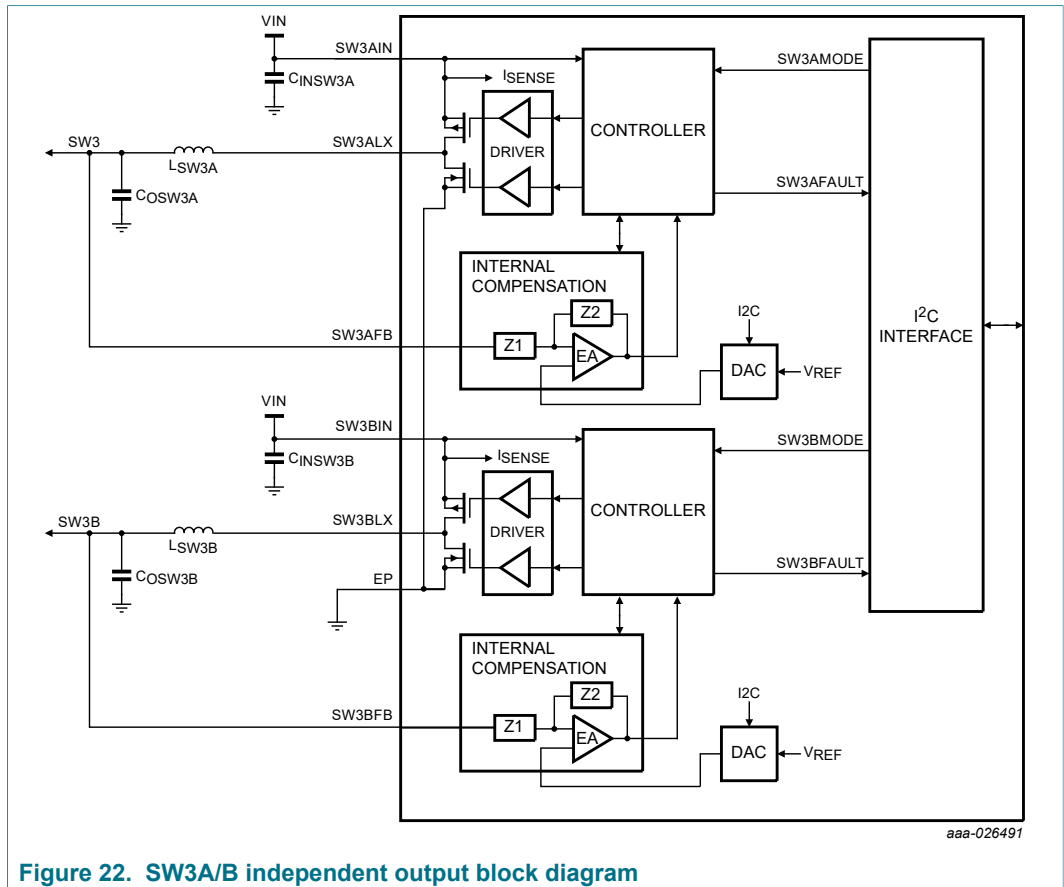 VIN
SW3AIN
CINSW3A
ISENSE
SW3AMODE
CONTROLLER
SW3
SW3ALX
DRIVER
LSW3A
SW3AFAULT
COSW3A
INTERNAL
COMPENSATION
Z2
I2C
I2C
INTERFACE
SW3AFB
Z1
EA
DAC
VREF
VIN
SW3BIN
CINSW3B
ISENSE
SW3BMODE
CONTROLLER
SW3B
SW3BLX
DRIVER
LSW3B
SW3BFAULT
COSW3B
EP
INTERNAL
COMPENSATION
Z2
I2C
SW3BFB
Z1
EA
DAC
VREF
aaa-026491
Figure 22. SW3A/B independent output block diagram